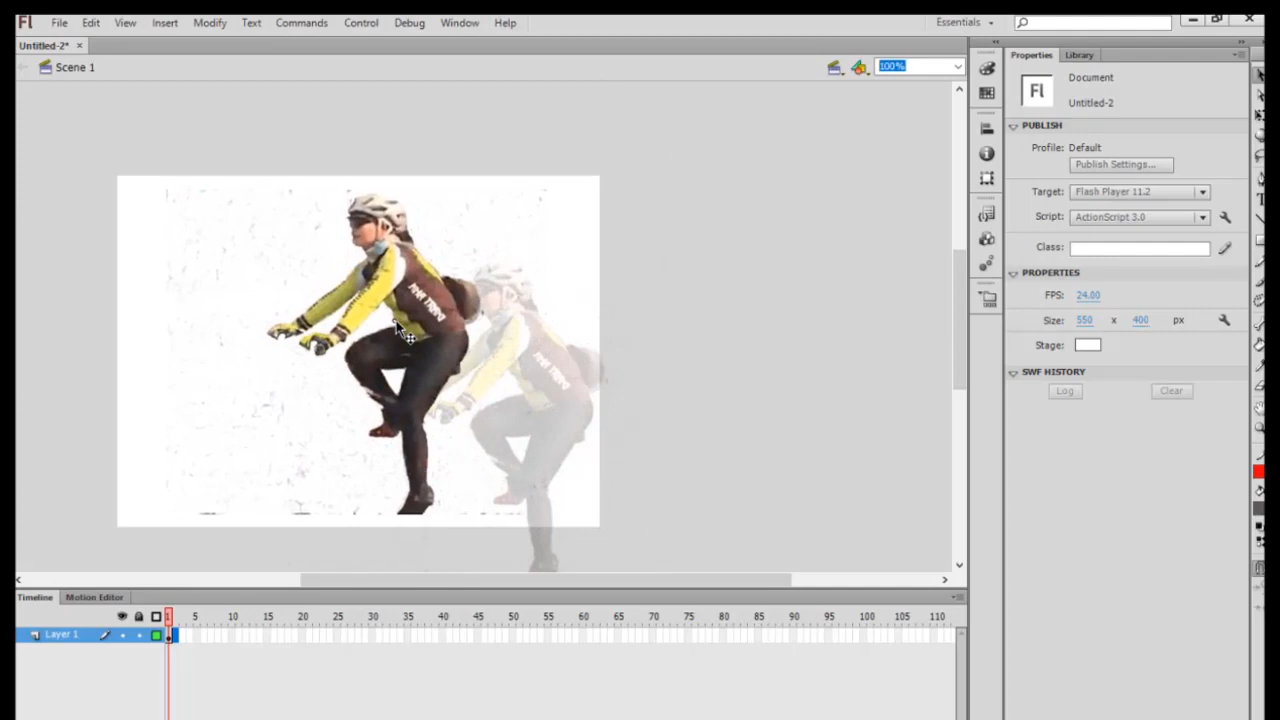 Fl File Edit View Insert Modify Text Commands Control Debug Window Help Essentials
Untitled-2* ×
Scene 1 100%
Properties Library
Fl Document
Untitled-2
PUBLISH
Profile: Default
Publish Settings...
Target: Flash Player 11.2
Script: ActionScript 3.0
Class:
PROPERTIES
FPS: 24.00
Size: 550 x 400 px
Stage:
SWF HISTORY
Log Clear
Timeline Motion Editor
1 5 10 15 20 25 30 35 40 45 50 55 60 65 70 75 80 85 90 95 100 105 110
Layer 1